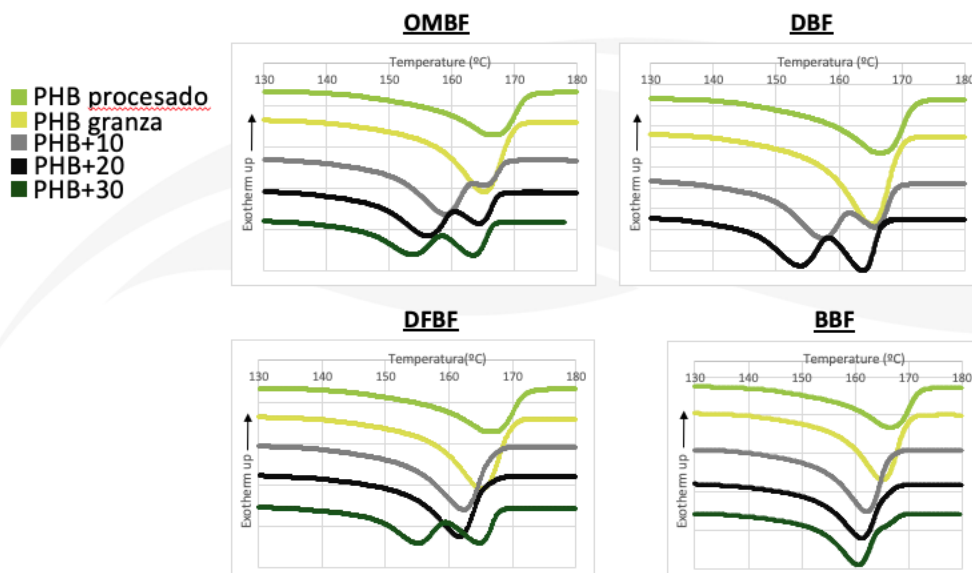 OMBF
DBF
Temperature (ºC)
130 140 150 160 170 180
Exotherm up
Temperatura (ºC)
130 140 150 160 170 180
Exotherm up
PHB procesado
PHB granza
PHB+10
PHB+20
PHB+30
DFBF
BBF
Temperatura(ºC)
130 140 150 160 170 180
Exotherm up
Temperature (ºC)
130 140 150 160 170 180
Exotherm up